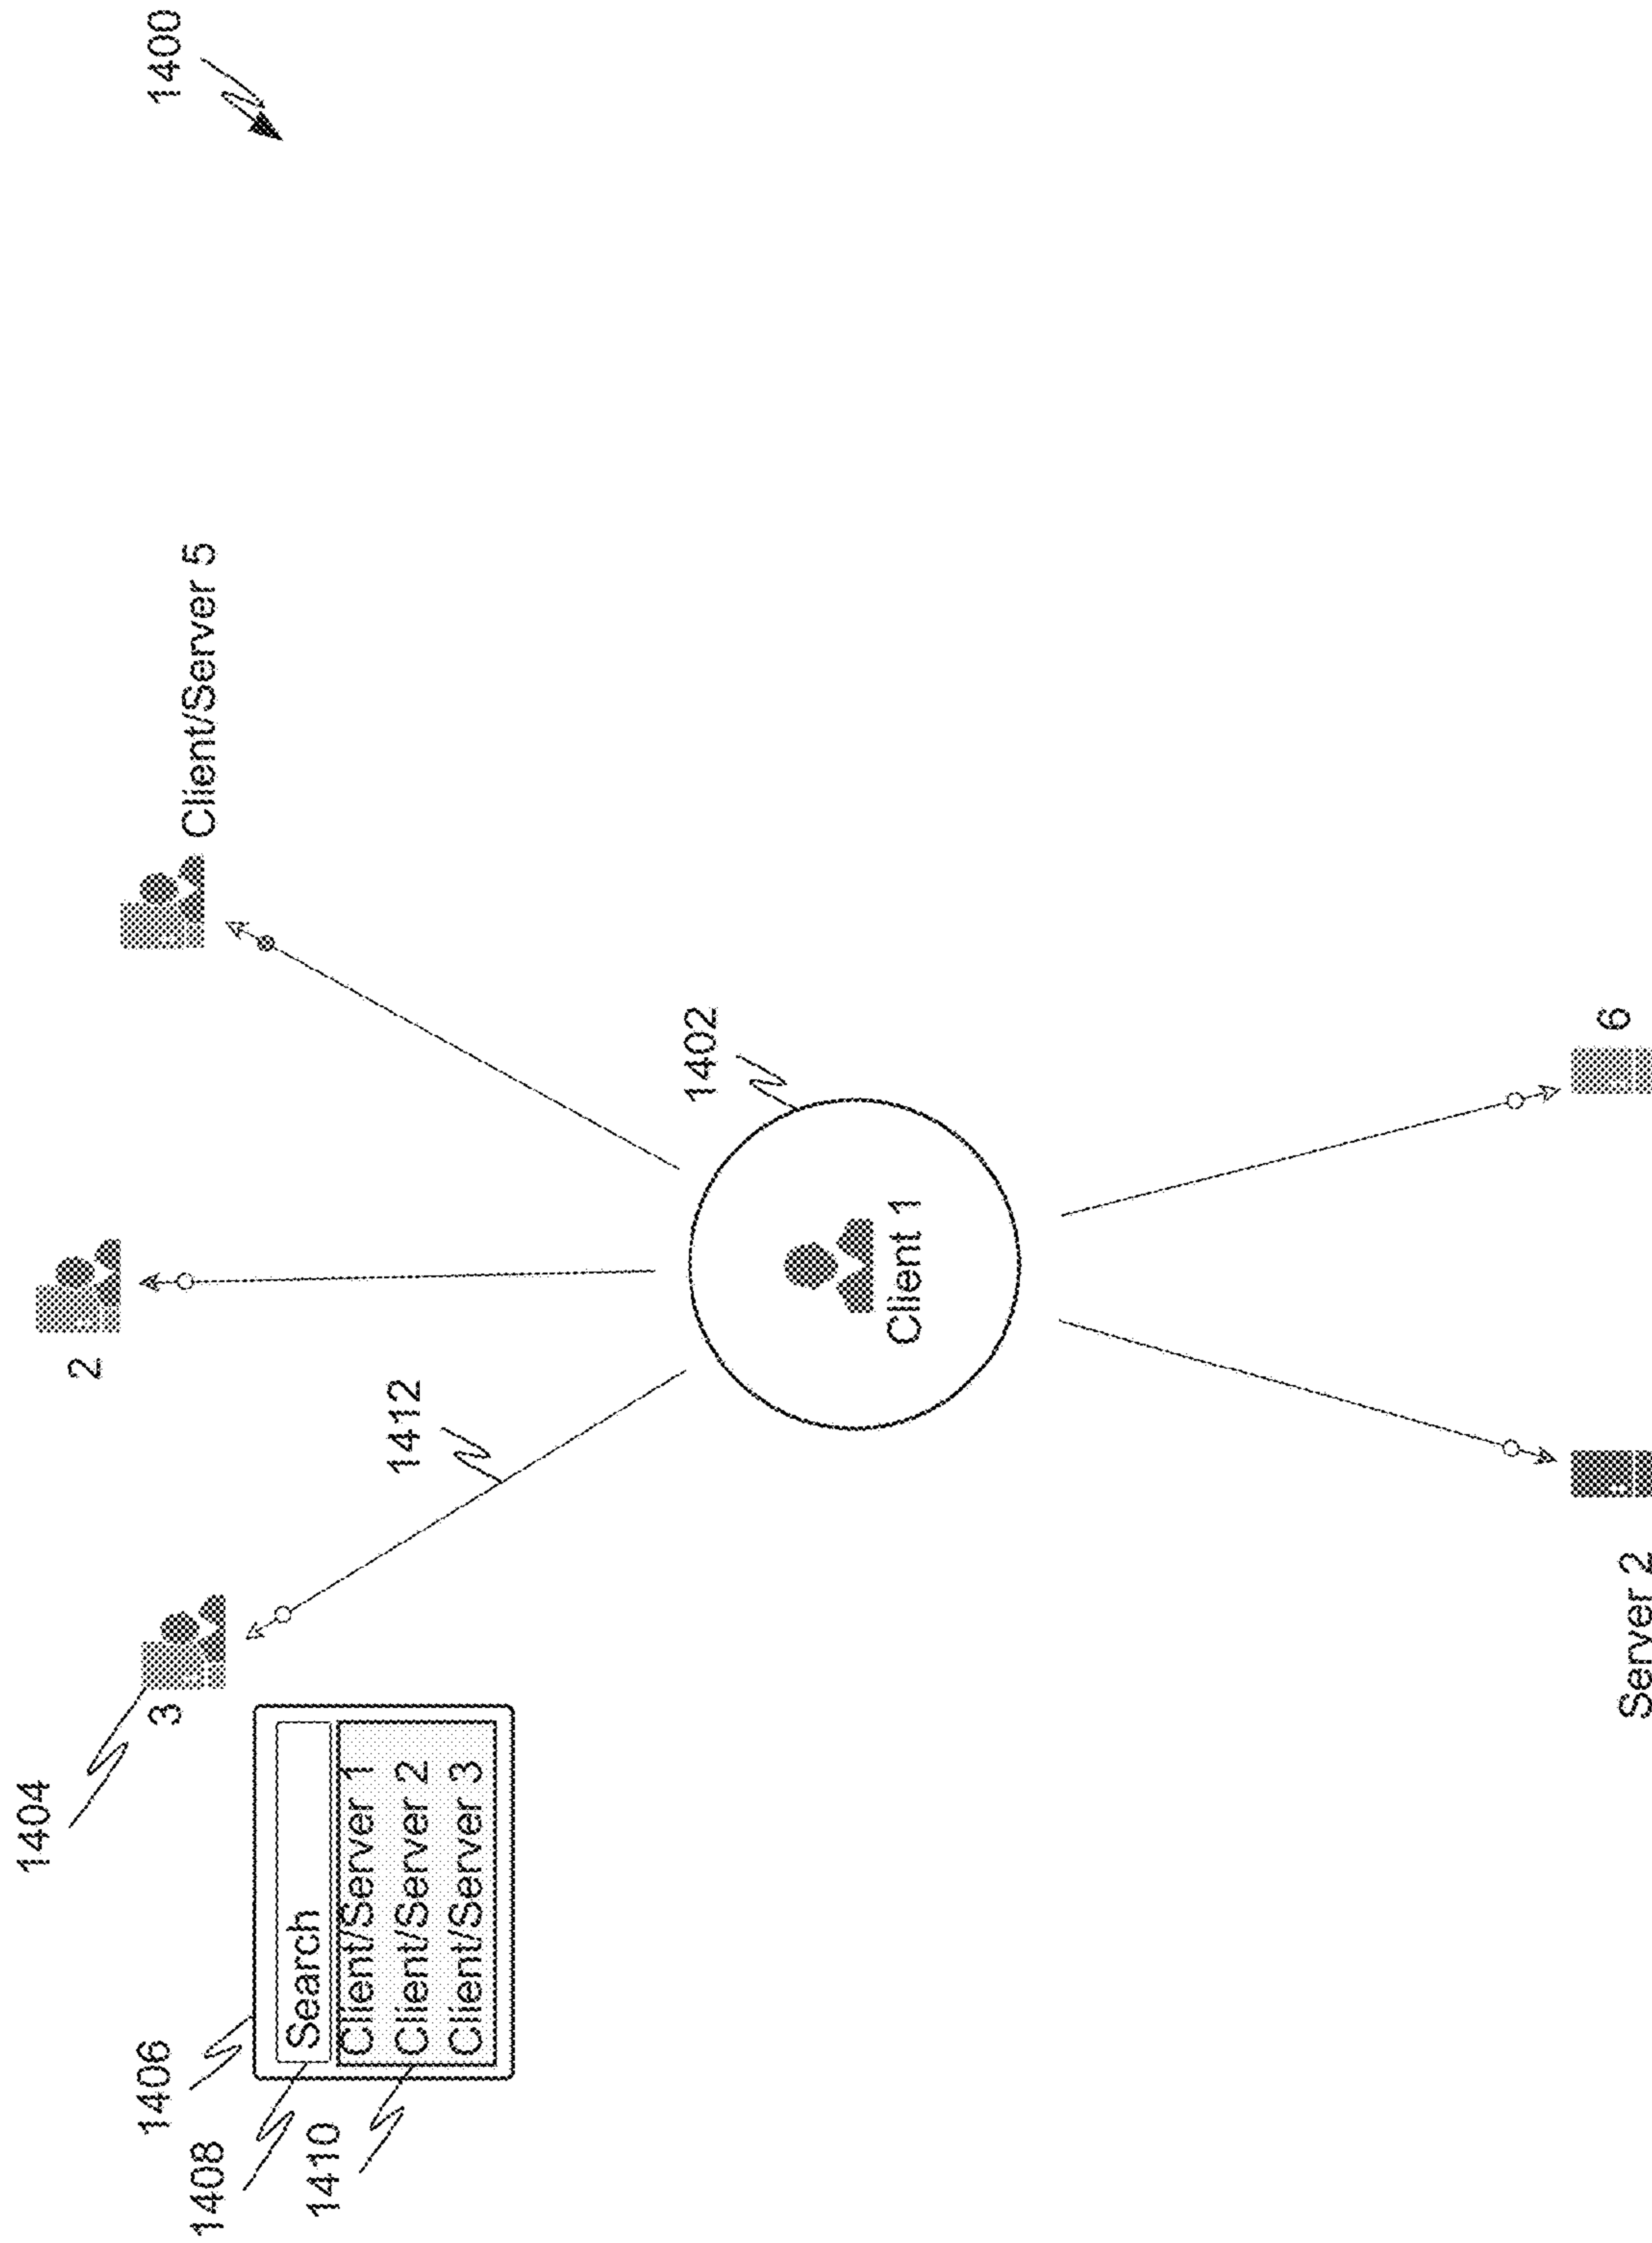 1400
1404
3
2
Client/Server 5
1406
1408
1410
Search
Client/Server 1
Client/Server 2
Client/Server 3
1412
1402
Client 1
Server 2
6